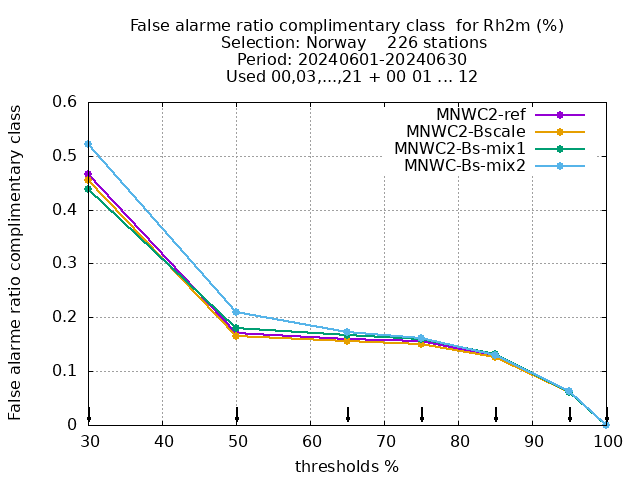 False alarme ratio complimentary class  for Rh2m (%)
Selection: Norway    226 stations
Period: 20240601-20240630
Used 00,03,...,21 + 00 01 ... 12
False alarme ratio complimentary class
0.6
0.5
0.4
0.3
0.2
0.1
0
MNWC2-ref
MNWC2-Bscale
MNWC2-Bs-mix1
MNWC-Bs-mix2
30 40 50 60 70 80 90 100
thresholds %